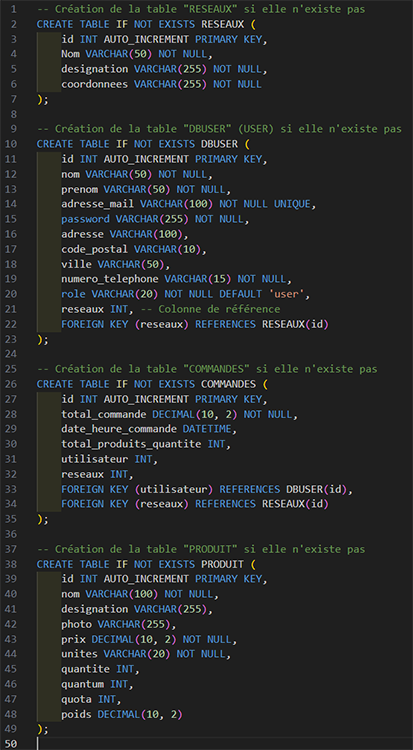 1 -- Création de la table "RESEAUX" si elle n'existe pas
2 CREATE TABLE IF NOT EXISTS RESEAUX (
3 id INT AUTO_INCREMENT PRIMARY KEY,
4 Nom VARCHAR(50) NOT NULL,
5 designation VARCHAR(255) NOT NULL,
6 coordonnees VARCHAR(255) NOT NULL
7 );
8
9 -- Création de la table "DBUSER" (USER) si elle n'existe pas
10 CREATE TABLE IF NOT EXISTS DBUSER (
11 id INT AUTO_INCREMENT PRIMARY KEY,
12 nom VARCHAR(50) NOT NULL,
13 prenom VARCHAR(50) NOT NULL,
14 adresse_mail VARCHAR(100) NOT NULL UNIQUE,
15 password VARCHAR(255) NOT NULL,
16 adresse VARCHAR(100),
17 code_postal VARCHAR(10),
18 ville VARCHAR(50),
19 numero_telephone VARCHAR(15) NOT NULL,
20 role VARCHAR(20) NOT NULL DEFAULT 'user',
21 reseaux INT, -- Colonne de référence
22 FOREIGN KEY (reseaux) REFERENCES RESEAUX(id)
23 );
24
25 -- Création de la table "COMMANDES" si elle n'existe pas
26 CREATE TABLE IF NOT EXISTS COMMANDES (
27 id INT AUTO_INCREMENT PRIMARY KEY,
28 total_commande DECIMAL(10, 2) NOT NULL,
29 date_heure_commande DATETIME,
30 total_produits_quantite INT,
31 utilisateur INT,
32 reseaux INT,
33 FOREIGN KEY (utilisateur) REFERENCES DBUSER(id),
34 FOREIGN KEY (reseaux) REFERENCES RESEAUX(id)
35 );
36
37 -- Création de la table "PRODUIT" si elle n'existe pas
38 CREATE TABLE IF NOT EXISTS PRODUIT (
39 id INT AUTO_INCREMENT PRIMARY KEY,
40 nom VARCHAR(100) NOT NULL,
41 designation VARCHAR(255),
42 photo VARCHAR(255),
43 prix DECIMAL(10, 2) NOT NULL,
44 unites VARCHAR(20) NOT NULL,
45 quantite INT,
46 quantum INT,
47 quota INT,
48 poids DECIMAL(10, 2)
49 );
50